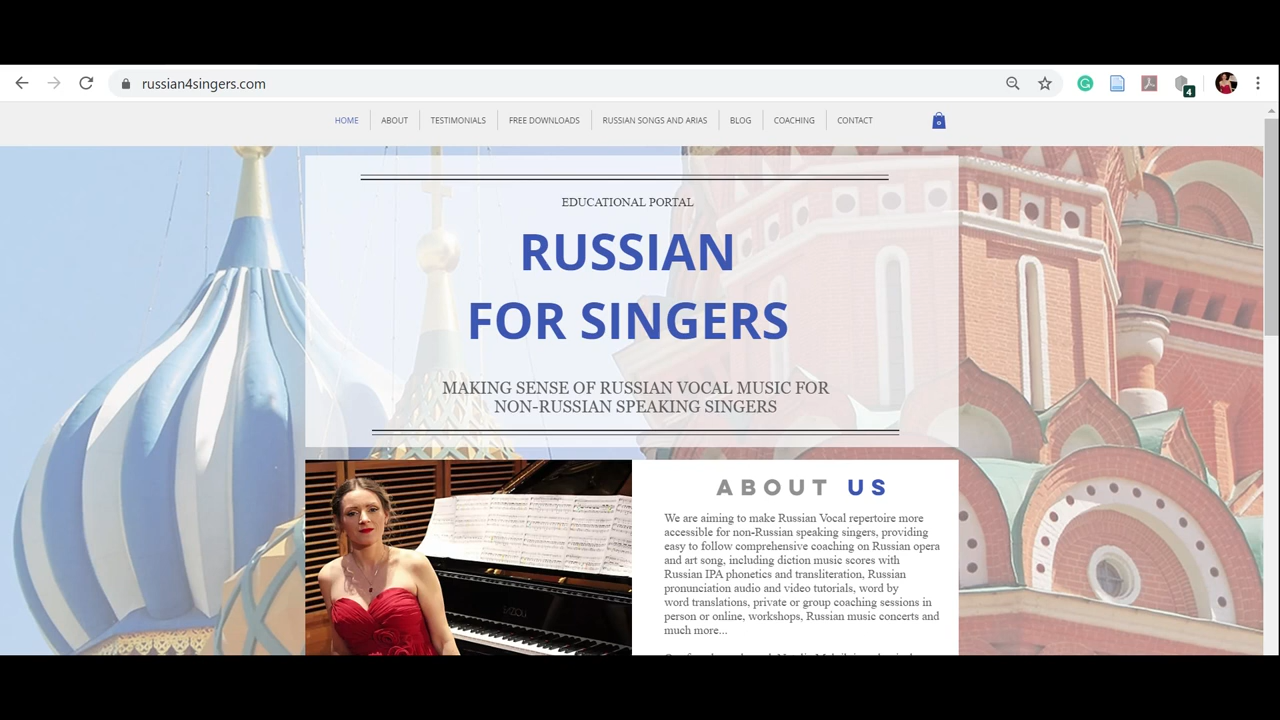 russian4singers.com
4
HOME
ABOUT
TESTIMONIALS
FREE DOWNLOADS
RUSSIAN SONGS AND ARIAS
BLOG
COACHING
CONTACT
0
EDUCATIONAL PORTAL
RUSSIAN
FOR SINGERS
MAKING SENSE OF RUSSIAN VOCAL MUSIC FOR
NON-RUSSIAN SPEAKING SINGERS
ABOUT US
We are aiming to make Russian Vocal repertoire more
accessible for non-Russian speaking singers, providing
easy to follow comprehensive coaching on Russian opera
and art song, including diction music scores with
Russian IPA phonetics and transliteration, Russian
pronunciation audio and video tutorials, word by
word translations, private or group coaching sessions in
person or online, workshops, Russian music concerts and
much more...
FAZIOLI